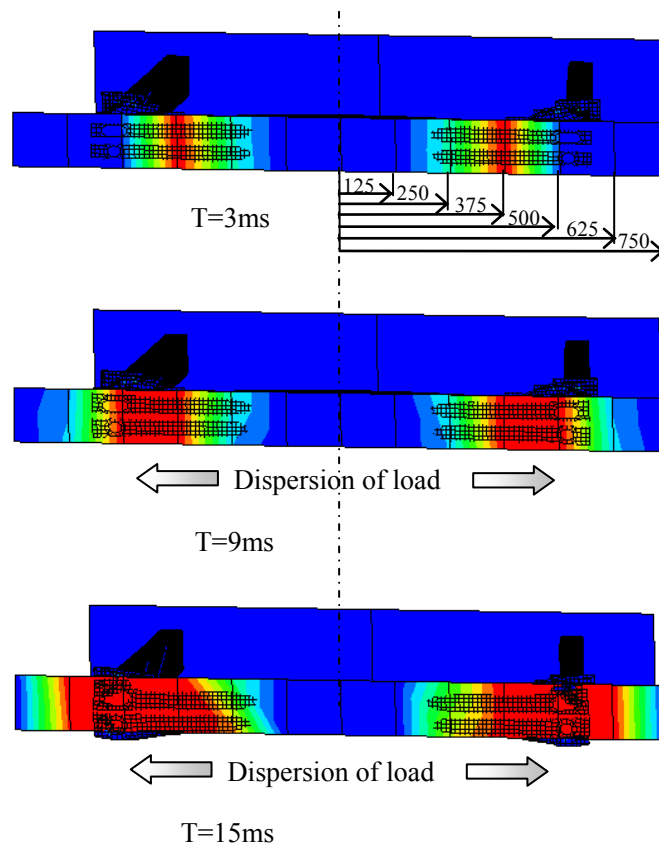 125
250
375
500
625
750
T=3ms
Dispersion of load
T=9ms
Dispersion of load
T=15ms